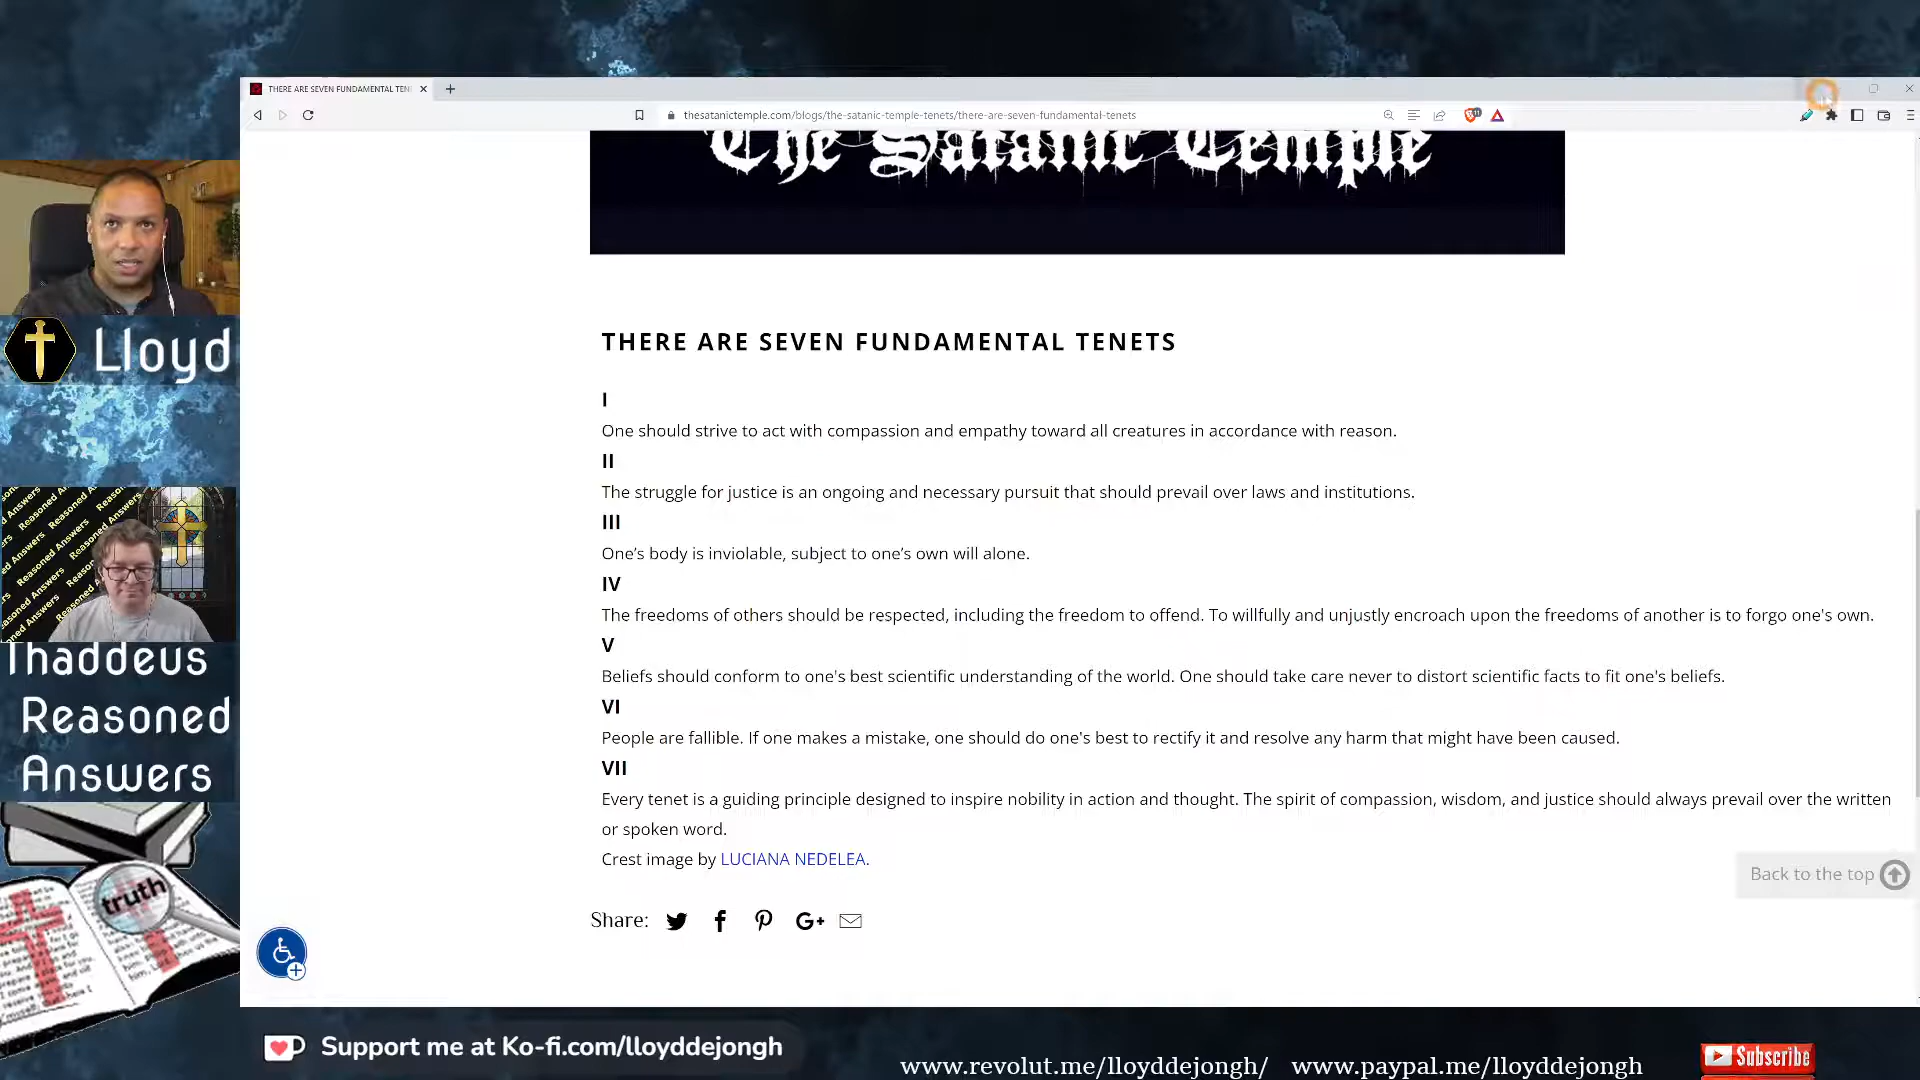 THERE ARE SEVEN FUNDAMENTAL TEN
thesatanictemple.com/blogs/the-satanic-temple-tenets/there-are-seven-fundamental-tenets
The Satanic Temple
THERE ARE SEVEN FUNDAMENTAL TENETS
I
One should strive to act with compassion and empathy toward all creatures in accordance with reason.
II
The struggle for justice is an ongoing and necessary pursuit that should prevail over laws and institutions.
III
One’s body is inviolable, subject to one’s own will alone.
IV
The freedoms of others should be respected, including the freedom to offend. To willfully and unjustly encroach upon the freedoms of another is to forgo one's own.
V
Beliefs should conform to one's best scientific understanding of the world. One should take care never to distort scientific facts to fit one's beliefs.
VI
People are fallible. If one makes a mistake, one should do one's best to rectify it and resolve any harm that might have been caused.
VII
Every tenet is a guiding principle designed to inspire nobility in action and thought. The spirit of compassion, wisdom, and justice should always prevail over the written
or spoken word.
Crest image by LUCIANA NEDELEA.
Share:
G+
Back to the top
Lloyd
Reasoned Answers
Thaddeus
Reasoned
Answers
truth
Support me at Ko-fi.com/lloyddejongh
www.revolut.me/lloyddejongh/ www.paypal.me/lloyddejongh
Subscribe